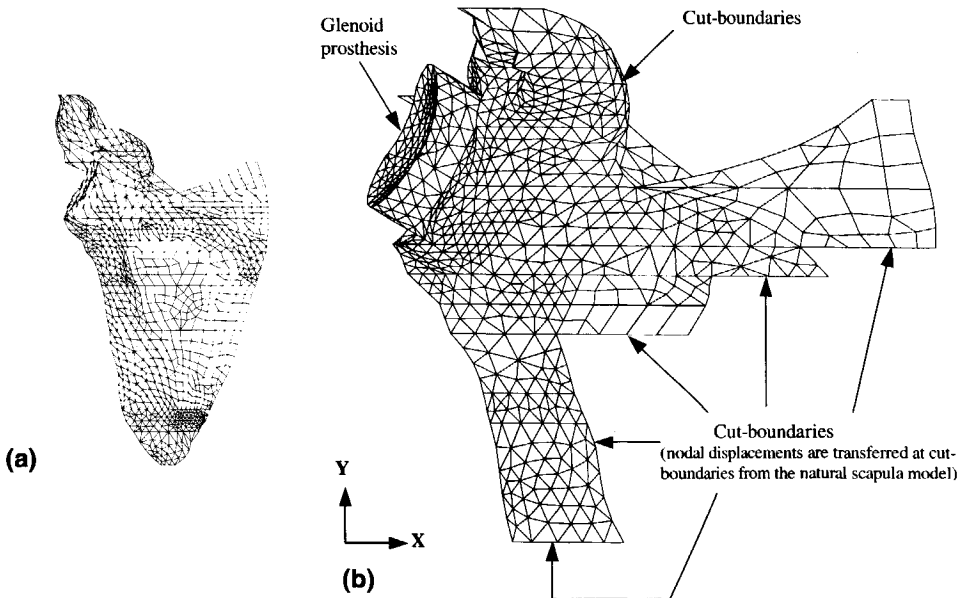 Glenoid
prosthesis
Cut-boundaries
Cut-boundaries
(nodal displacements are transferred at cut-
boundaries from the natural scapula model)
(a)
Y
X
(b)